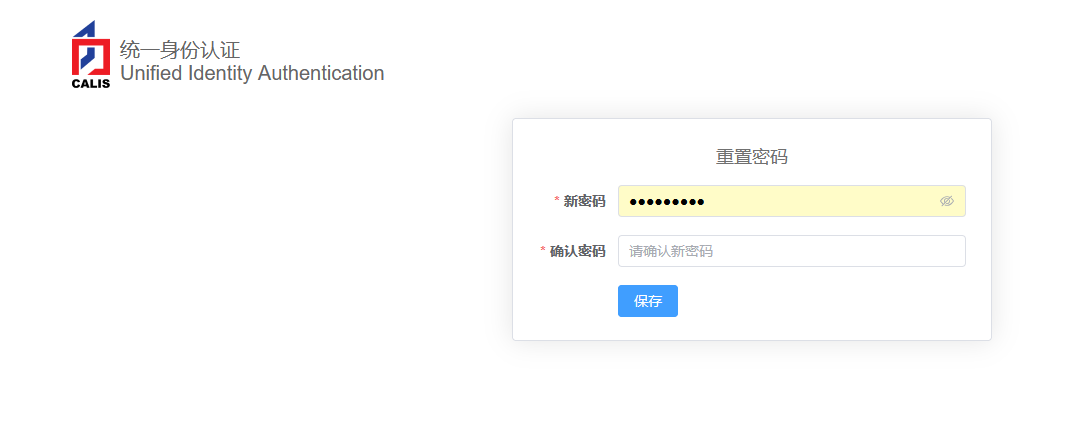 统一身份认证
Unified Identity Authentication
CALIS
重置密码
* 新密码 •••••••••
* 确认密码 请确认新密码
保存